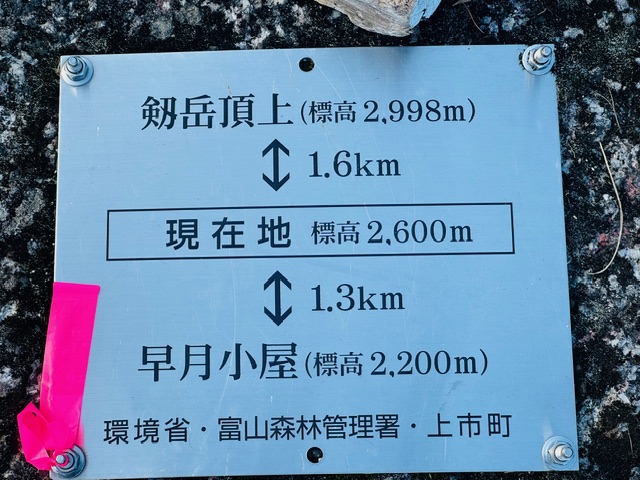 剱岳頂上(標高2,998m)
1.6km
現在地 標高2,600m
1.3km
早月小屋(標高2,200m)
環境省・富山森林管理署・上市町